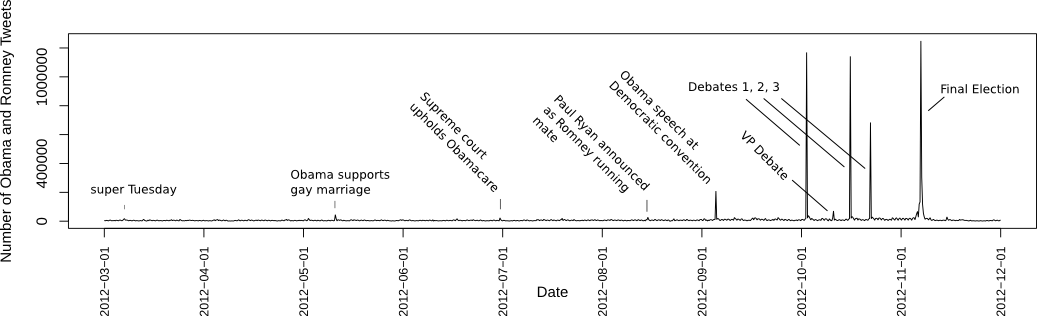 Number of Obama and Romney Tweets
1000000
400000
0
super Tuesday
Obama supports
gay marriage
Supreme court
upholds Obamacare
Paul Ryan announced
as Romney running
mate
Obama speech at
Democratic convention
Debates 1, 2, 3
VP Debate
Final Election
2012−03−01
2012−04−01
2012−05−01
2012−06−01
2012−07−01
2012−08−01
2012−09−01
2012−10−01
2012−11−01
2012−12−01
Date